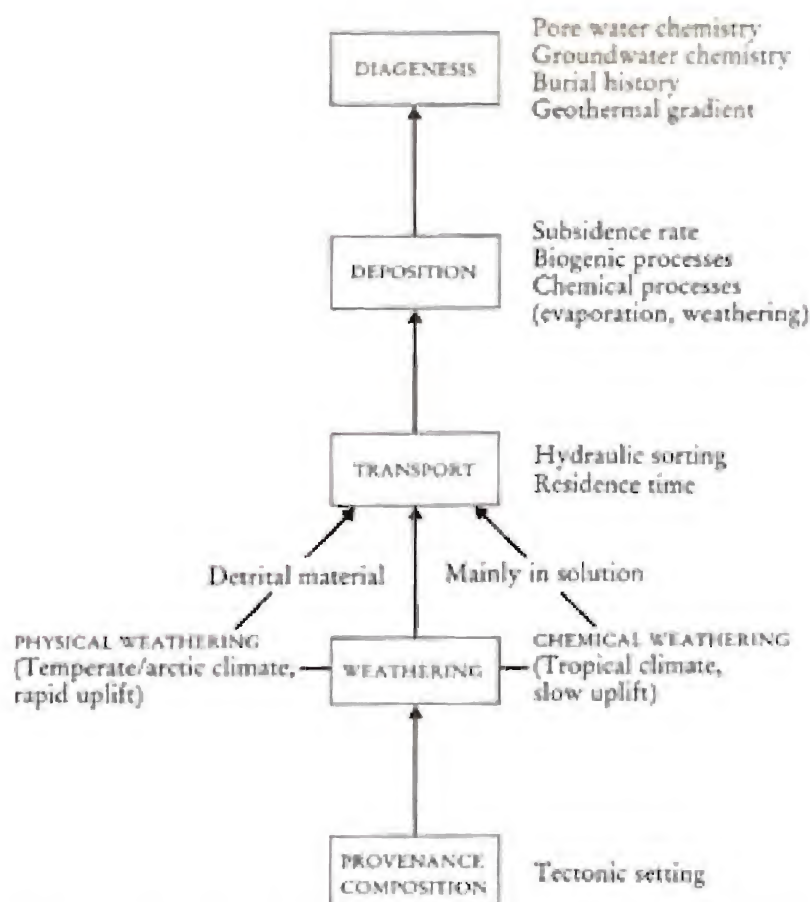 DIAGENESIS
Pore water chemistry
Groundwater chemistry
Burial history
Geothermal gradient
DEPOSITION
Subsidence rate
Biogenic processes
Chemical processes
(evaporation, weathering)
TRANSPORT
Hydraulic sorting
Residence time
Detrital material
Mainly in solution
PHYSICAL WEATHERING
(Temperate/arctic climate,
rapid uplift)
WEATHERING
CHEMICAL WEATHERING
(Tropical climate,
slow uplift)
PROVENANCE
COMPOSITION
Tectonic setting